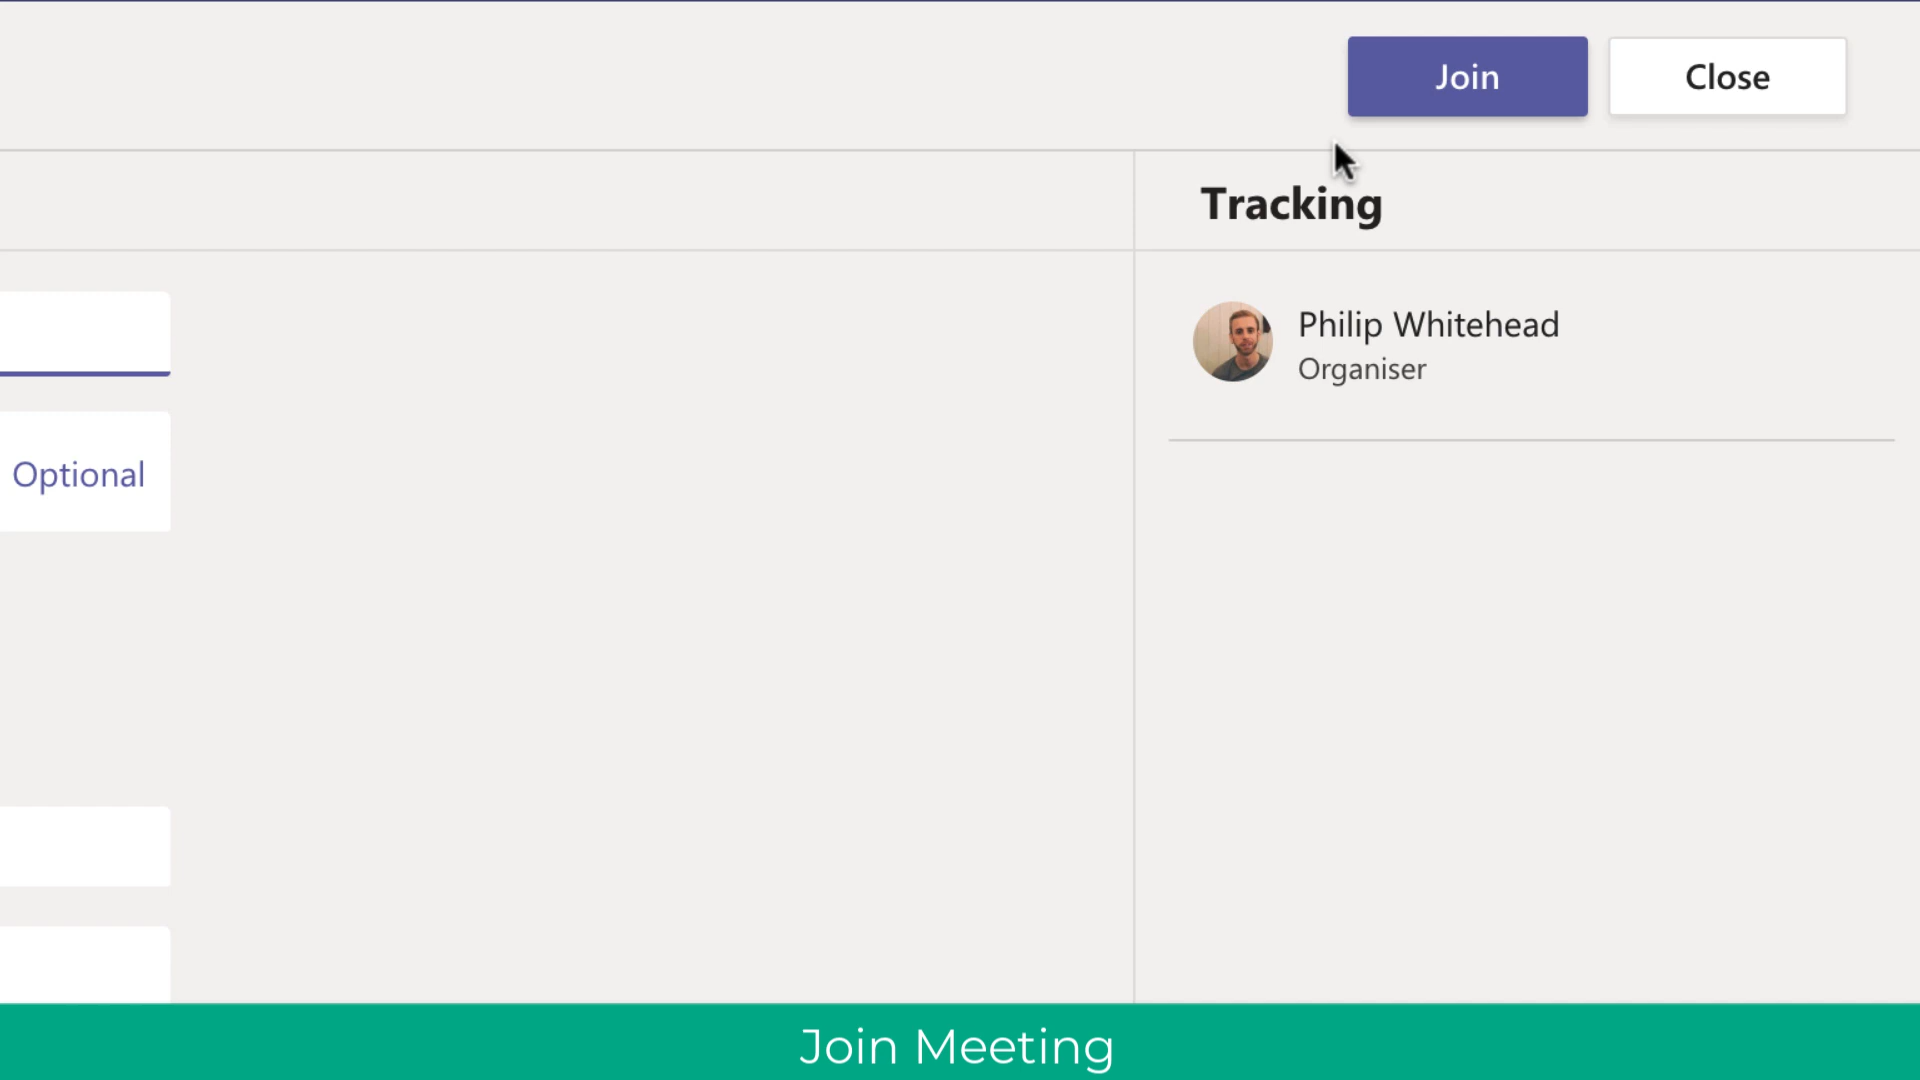 Join
Close
Tracking
Philip Whitehead
Organiser
Optional
Join Meeting